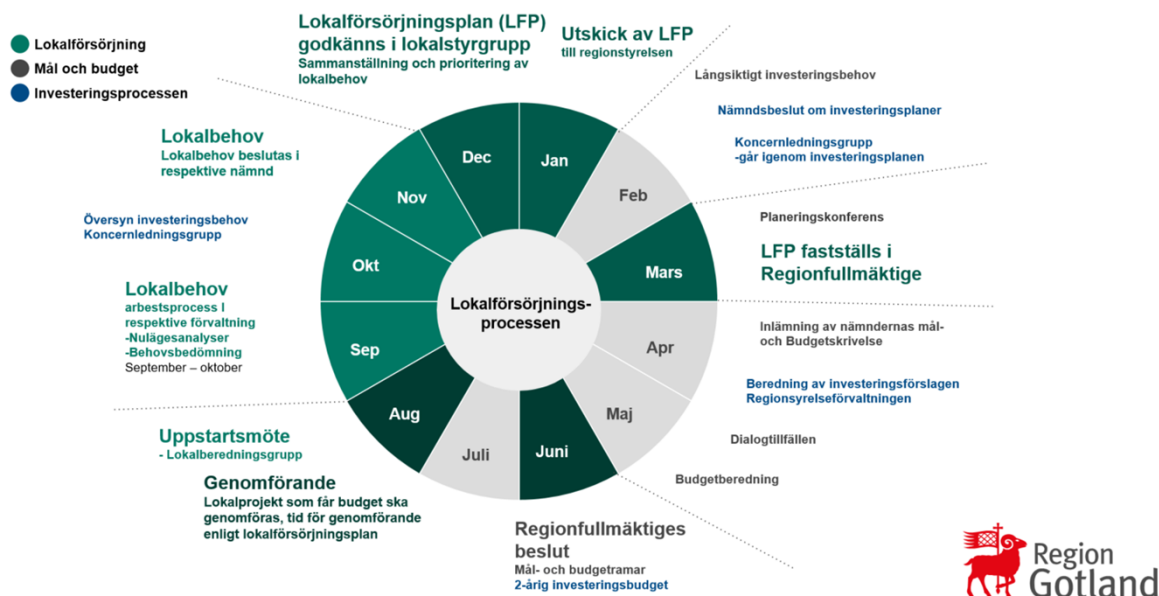 Lokalförsörjning
Mål och budget
Investeringsprocessen
Lokalförsörjningsplan (LFP)
godkänns i lokalstyrgrupp
Sammanställning och prioritering av
lokalbehov
Utskick av LFP
till regionstyrelsen
Långsiktigt investeringsbehov
Nämndsbeslut om investeringsplaner
Koncernledningsgrupp
-går igenom investeringsplanen
Planeringskonferens
LFP fastställs i
Regionfullmäktige
Inlämning av nämndernas mål-
och Budgetskrivelse
Beredning av investeringsförslagen
Regionsyrelseförvaltningen
Dialogtillfällen
Budgetberedning
Regionfullmäktiges
beslut
Mål- och budgetramar
2-årig investeringsbudget
Genomförande
Lokalprojekt som får budget ska
genomföras, tid för genomförande
enligt lokalförsörjningsplan
Uppstartsmöte
- Lokalberedningsgrupp
Lokalbehov
arbestsprocess I
respektive förvaltning
-Nulägesanalyser
-Behovsbedömning
September – oktober
Översyn investeringsbehov
Koncernledningsgrupp
Lokalbehov
Lokalbehov beslutas i
respektive nämnd
Jan
Feb
Mars
Apr
Maj
Juni
Juli
Aug
Sep
Okt
Nov
Dec
Lokalförsörjnings-
processen
Region
Gotland